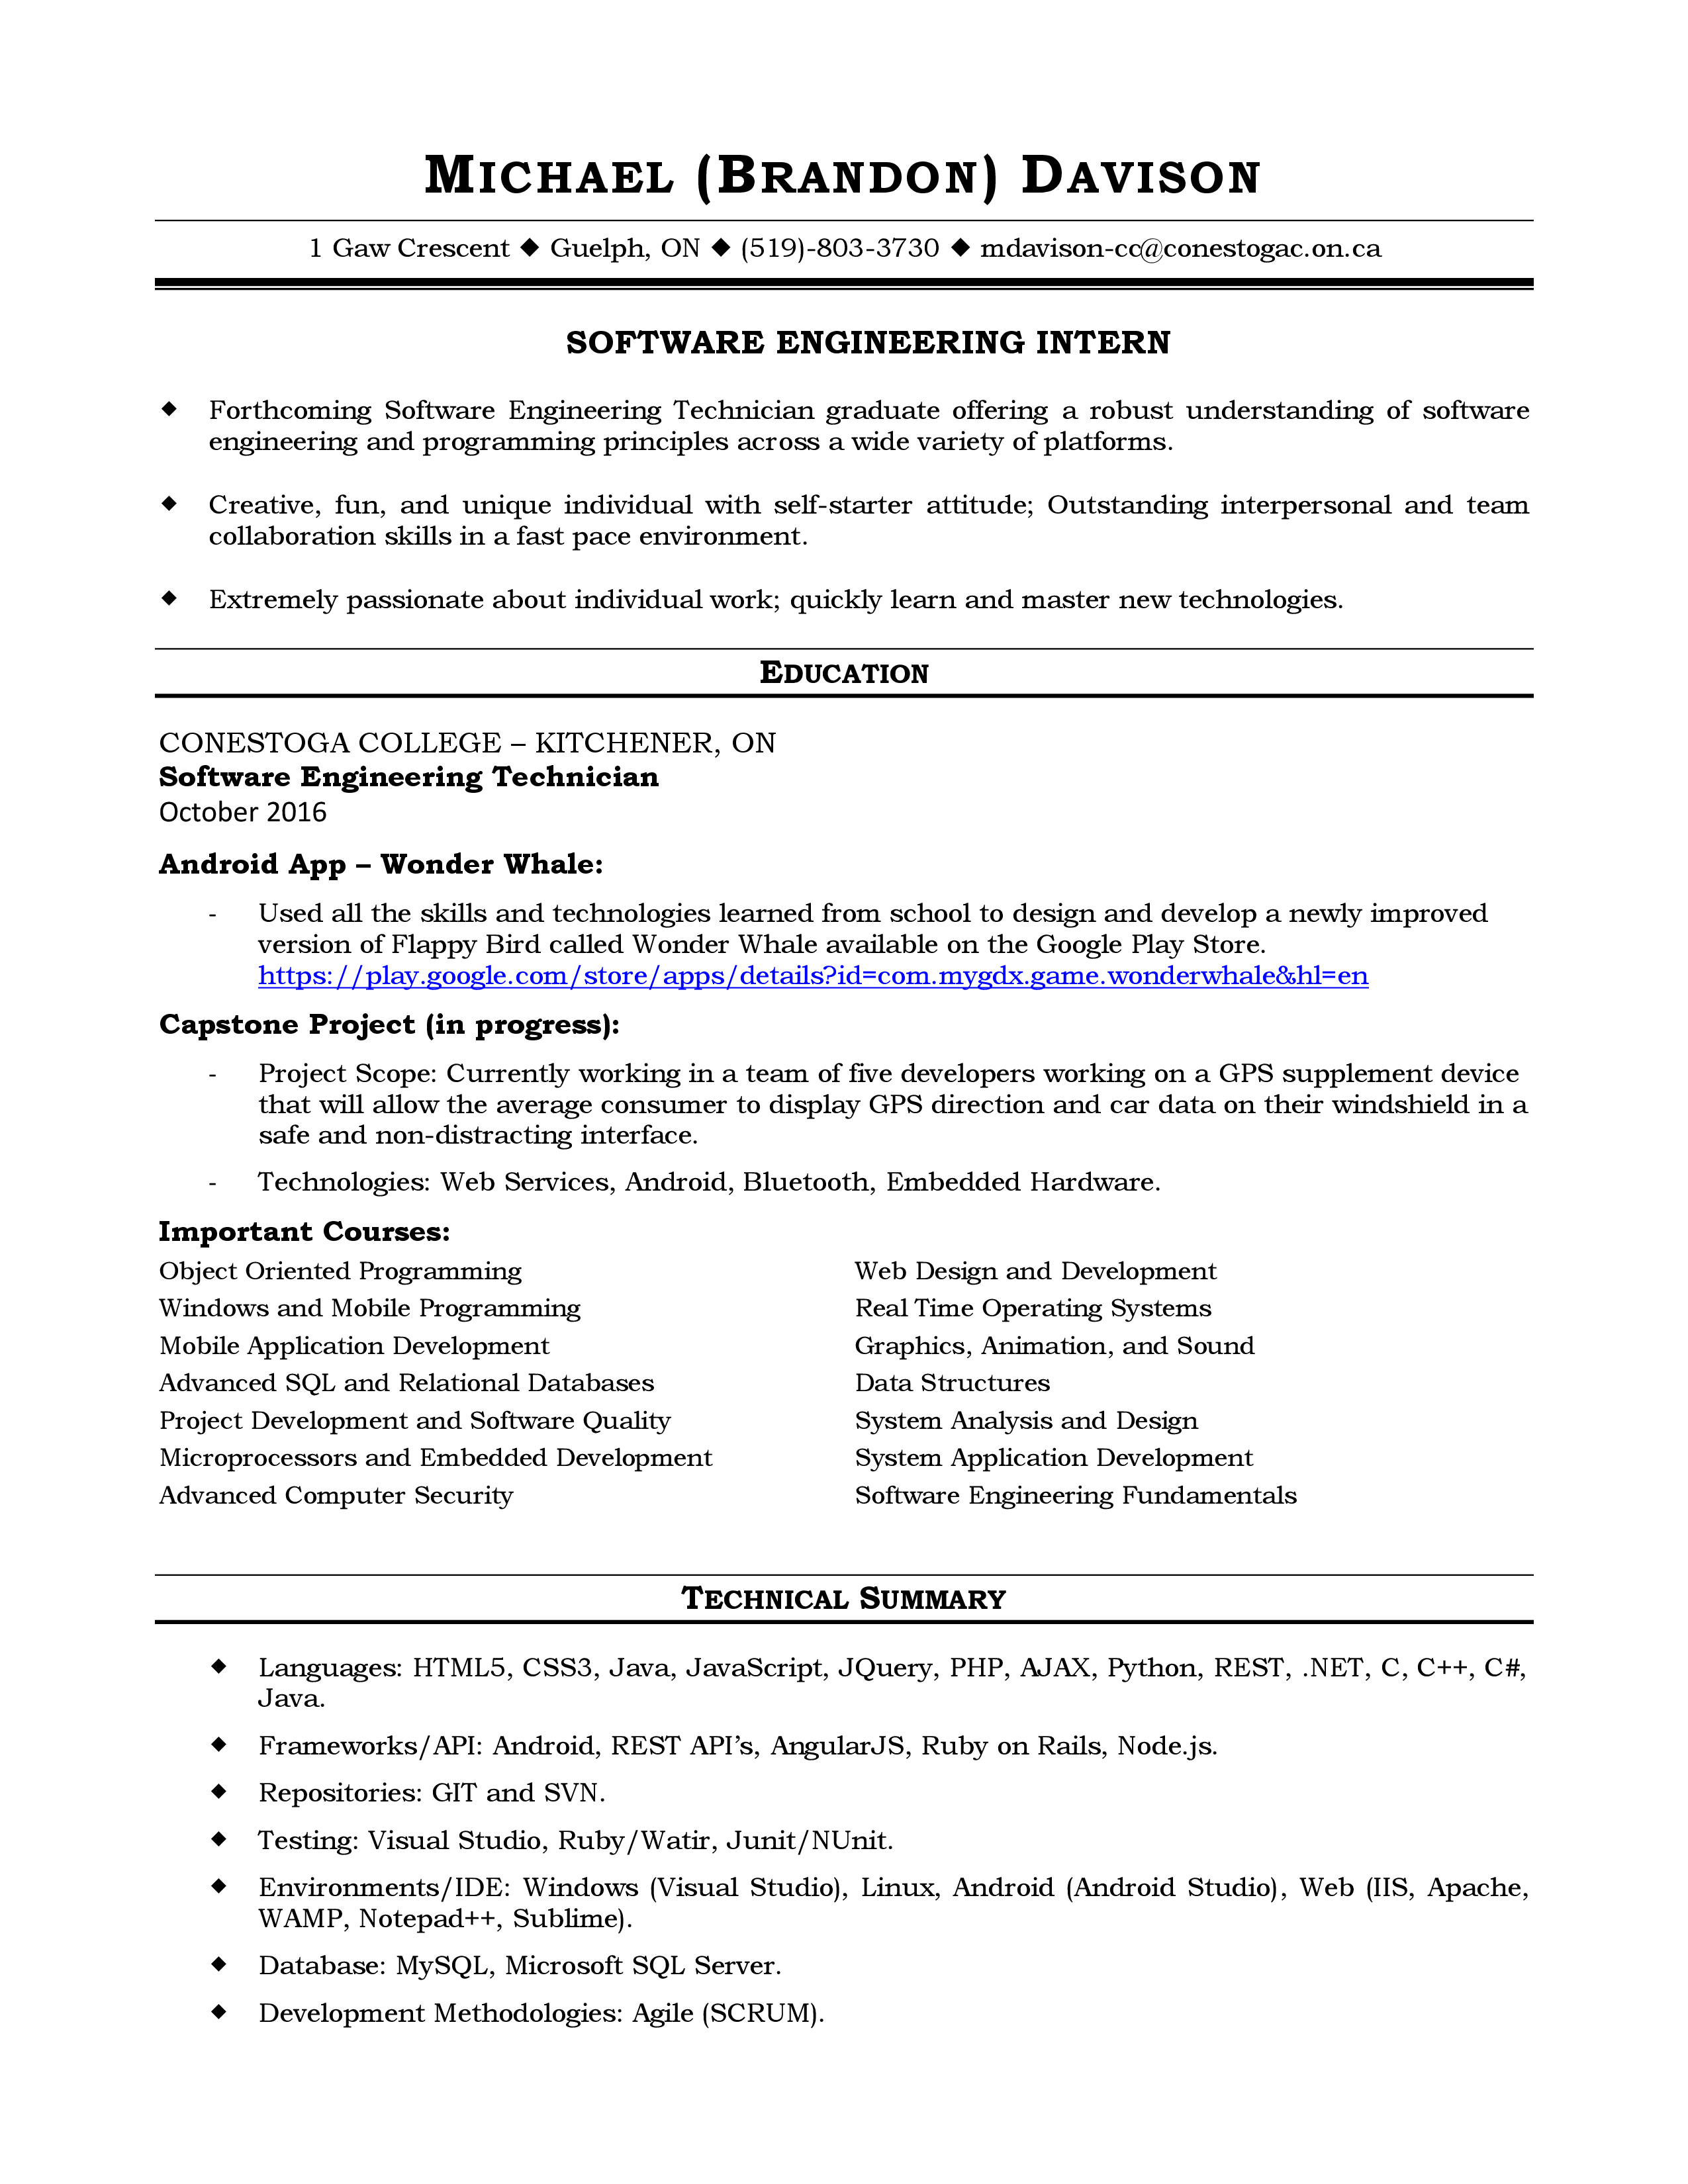 MICHAEL (BRANDON) DAVISON
1 Gaw Crescent ◆ Guelph, ON ◆ (519)-803-3730 ◆ mdavison-cc@conestogac.on.ca
SOFTWARE ENGINEERING INTERN
◆ Forthcoming Software Engineering Technician graduate offering a robust understanding of software
engineering and programming principles across a wide variety of platforms.
◆ Creative, fun, and unique individual with self-starter attitude; Outstanding interpersonal and team
collaboration skills in a fast pace environment.
◆ Extremely passionate about individual work; quickly learn and master new technologies.
EDUCATION
CONESTOGA COLLEGE – KITCHENER, ON
Software Engineering Technician
October 2016
Android App – Wonder Whale:
- Used all the skills and technologies learned from school to design and develop a newly improved
version of Flappy Bird called Wonder Whale available on the Google Play Store.
https://play.google.com/store/apps/details?id=com.mygdx.game.wonderwhale&hl=en
Capstone Project (in progress):
- Project Scope: Currently working in a team of five developers working on a GPS supplement device
that will allow the average consumer to display GPS direction and car data on their windshield in a
safe and non-distracting interface.
- Technologies: Web Services, Android, Bluetooth, Embedded Hardware.
Important Courses:
Object Oriented Programming
Windows and Mobile Programming
Mobile Application Development
Advanced SQL and Relational Databases
Project Development and Software Quality
Microprocessors and Embedded Development
Advanced Computer Security
Web Design and Development
Real Time Operating Systems
Graphics, Animation, and Sound
Data Structures
System Analysis and Design
System Application Development
Software Engineering Fundamentals
TECHNICAL SUMMARY
◆ Languages: HTML5, CSS3, Java, JavaScript, JQuery, PHP, AJAX, Python, REST, .NET, C, C++, C#,
Java.
◆ Frameworks/API: Android, REST API’s, AngularJS, Ruby on Rails, Node.js.
◆ Repositories: GIT and SVN.
◆ Testing: Visual Studio, Ruby/Watir, Junit/NUnit.
◆ Environments/IDE: Windows (Visual Studio), Linux, Android (Android Studio), Web (IIS, Apache,
WAMP, Notepad++, Sublime).
◆ Database: MySQL, Microsoft SQL Server.
◆ Development Methodologies: Agile (SCRUM).